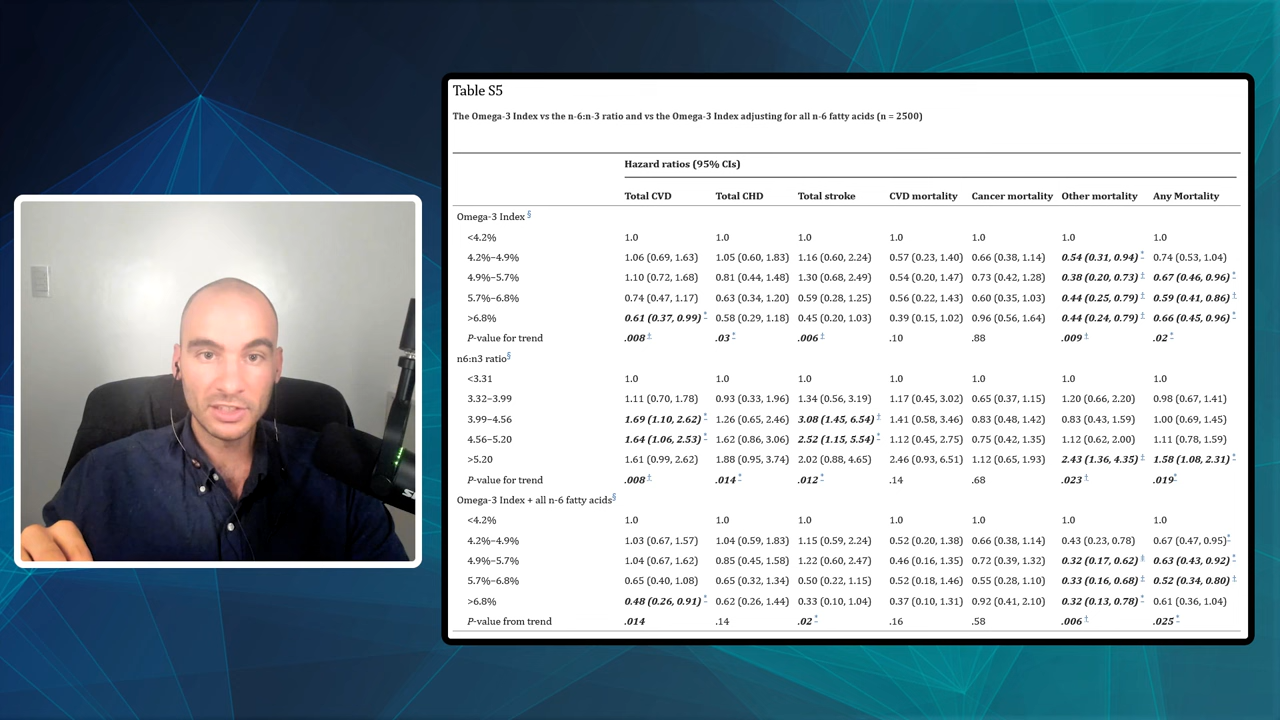 Table S5
The Omega-3 Index vs the n-6:n-3 ratio and vs the Omega-3 Index adjusting for all n-6 fatty acids (n = 2500)
Hazard ratios (95% CIs)
Total CVD Total CHD Total stroke CVD mortality Cancer mortality Other mortality Any Mortality
Omega-3 Index §
<4.2% 1.0 1.0 1.0 1.0 1.0 1.0 1.0
4.2%–4.9% 1.06 (0.69, 1.63) 1.05 (0.60, 1.83) 1.16 (0.60, 2.24) 0.57 (0.23, 1.40) 0.66 (0.38, 1.14) 0.54 (0.31, 0.94) * 0.74 (0.53, 1.04)
4.9%–5.7% 1.10 (0.72, 1.68) 0.81 (0.44, 1.48) 1.30 (0.68, 2.49) 0.54 (0.20, 1.47) 0.73 (0.42, 1.28) 0.38 (0.20, 0.73) † 0.67 (0.46, 0.96) *
5.7%–6.8% 0.74 (0.47, 1.17) 0.63 (0.34, 1.20) 0.59 (0.28, 1.25) 0.56 (0.22, 1.43) 0.60 (0.35, 1.03) 0.44 (0.25, 0.79) † 0.59 (0.41, 0.86) †
>6.8% 0.61 (0.37, 0.99) * 0.58 (0.29, 1.18) 0.45 (0.20, 1.03) 0.39 (0.15, 1.02) 0.96 (0.56, 1.64) 0.44 (0.24, 0.79) † 0.66 (0.45, 0.96) *
P-value for trend .008 † .03 * .006 † .10 .88 .009 † .02 *
n6:n3 ratio §
<3.31 1.0 1.0 1.0 1.0 1.0 1.0 1.0
3.32–3.99 1.11 (0.70, 1.78) 0.93 (0.33, 1.96) 1.34 (0.56, 3.19) 1.17 (0.45, 3.02) 0.65 (0.37, 1.15) 1.20 (0.66, 2.20) 0.98 (0.67, 1.41)
3.99–4.56 1.69 (1.10, 2.62) * 1.26 (0.65, 2.46) 3.08 (1.45, 6.54) † 1.41 (0.58, 3.46) 0.83 (0.48, 1.42) 0.83 (0.43, 1.59) 1.00 (0.69, 1.45)
4.56–5.20 1.64 (1.06, 2.53) * 1.62 (0.86, 3.06) 2.52 (1.15, 5.54) * 1.12 (0.45, 2.75) 0.75 (0.42, 1.35) 1.12 (0.62, 2.00) 1.11 (0.78, 1.59)
>5.20 1.61 (0.99, 2.62) 1.88 (0.95, 3.74) 2.02 (0.88, 4.65) 2.46 (0.93, 6.51) 1.12 (0.65, 1.93) 2.43 (1.36, 4.35) † 1.58 (1.08, 2.31) *
P-value for trend .008 † .014 * .012 * .14 .68 .023 † .019 *
Omega-3 Index + all n-6 fatty acids §
<4.2% 1.0 1.0 1.0 1.0 1.0 1.0 1.0
4.2%–4.9% 1.03 (0.67, 1.57) 1.04 (0.59, 1.83) 1.15 (0.59, 2.24) 0.52 (0.20, 1.38) 0.66 (0.38, 1.14) 0.43 (0.23, 0.78) 0.67 (0.47, 0.95) *
4.9%–5.7% 1.04 (0.67, 1.62) 0.85 (0.45, 1.58) 1.22 (0.60, 2.47) 0.46 (0.16, 1.35) 0.72 (0.39, 1.32) 0.32 (0.17, 0.62) ‡ 0.63 (0.43, 0.92) *
5.7%–6.8% 0.65 (0.40, 1.08) 0.65 (0.32, 1.34) 0.50 (0.22, 1.15) 0.52 (0.18, 1.46) 0.55 (0.28, 1.10) 0.33 (0.16, 0.68) ‡ 0.52 (0.34, 0.80) †
>6.8% 0.48 (0.26, 0.91) * 0.62 (0.26, 1.44) 0.33 (0.10, 1.04) 0.37 (0.10, 1.31) 0.92 (0.41, 2.10) 0.32 (0.13, 0.78) * 0.61 (0.36, 1.04)
P-value from trend .014 .14 .02 * .16 .58 .006 † .025 *